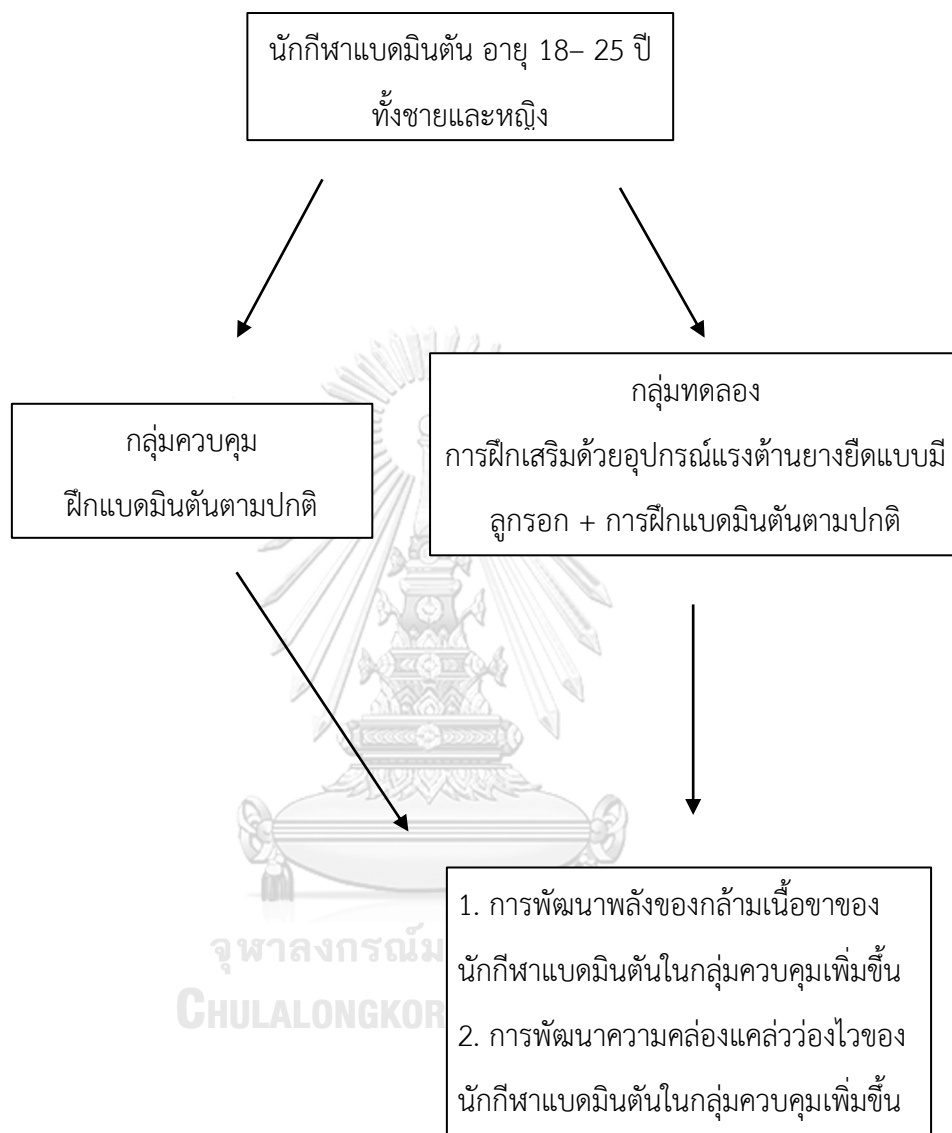 นักกีฬาแบดมินตัน อายุ 18– 25 ปี
ทั้งชายและหญิง
กลุ่มควบคุม
ฝึกแบดมินตันตามปกติ
กลุ่มทดลอง
การฝึกเสริมด้วยอุปกรณ์แรงต้านยางยืดแบบมี
ลูกรอก + การฝึกแบดมินตันตามปกติ
1. การพัฒนาพลังของกล้ามเนื้อขาของ
นักกีฬาแบดมินตันในกลุ่มควบคุมเพิ่มขึ้น
2. การพัฒนาความคล่องแคล่วว่องไวของ
นักกีฬาแบดมินตันในกลุ่มควบคุมเพิ่มขึ้น
จุฬาลงกรณ์ม
CHULALONGKOR